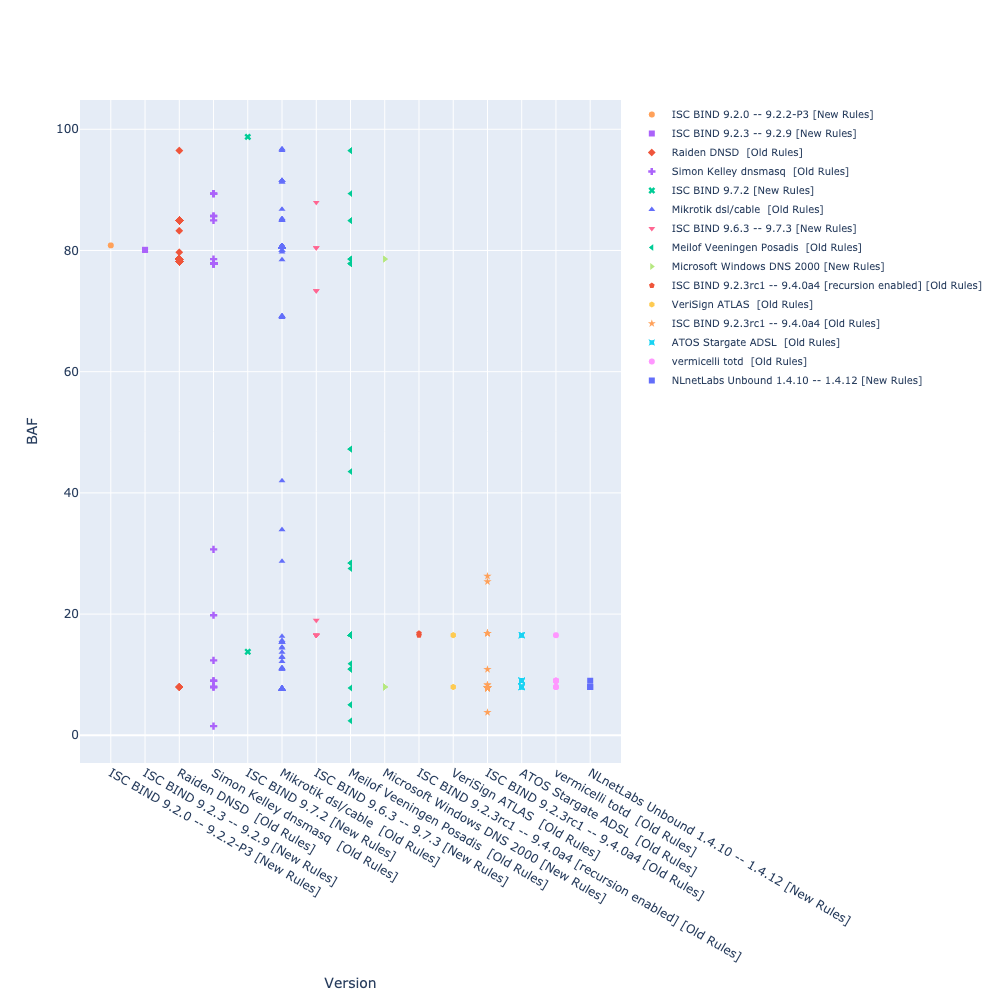 100
80
60
40
20
0
BAF
ISC BIND 9.2.0 -- 9.2.2-P3 [New Rules]
ISC BIND 9.2.3 -- 9.2.9 [New Rules]
Raiden DNSD  [Old Rules]
Simon Kelley dnsmasq  [Old Rules]
ISC BIND 9.7.2 [New Rules]
Mikrotik dsl/cable  [Old Rules]
ISC BIND 9.6.3 -- 9.7.3 [New Rules]
Meilof Veeningen Posadis  [Old Rules]
Microsoft Windows DNS 2000 [New Rules]
ISC BIND 9.2.3rc1 -- 9.4.0a4 [recursion enabled] [Old Rules]
VeriSign ATLAS  [Old Rules]
ISC BIND 9.2.3rc1 -- 9.4.0a4 [Old Rules]
ATOS Stargate ADSL  [Old Rules]
vermicelli totd  [Old Rules]
NLnetLabs Unbound 1.4.10 -- 1.4.12 [New Rules]
Version
ISC BIND 9.2.0 -- 9.2.2-P3 [New Rules]
ISC BIND 9.2.3 -- 9.2.9 [New Rules]
Raiden DNSD  [Old Rules]
Simon Kelley dnsmasq  [Old Rules]
ISC BIND 9.7.2 [New Rules]
Mikrotik dsl/cable  [Old Rules]
ISC BIND 9.6.3 -- 9.7.3 [New Rules]
Meilof Veeningen Posadis  [Old Rules]
Microsoft Windows DNS 2000 [New Rules]
ISC BIND 9.2.3rc1 -- 9.4.0a4 [recursion enabled] [Old Rules]
VeriSign ATLAS  [Old Rules]
ISC BIND 9.2.3rc1 -- 9.4.0a4 [Old Rules]
ATOS Stargate ADSL  [Old Rules]
vermicelli totd  [Old Rules]
NLnetLabs Unbound 1.4.10 -- 1.4.12 [New Rules]